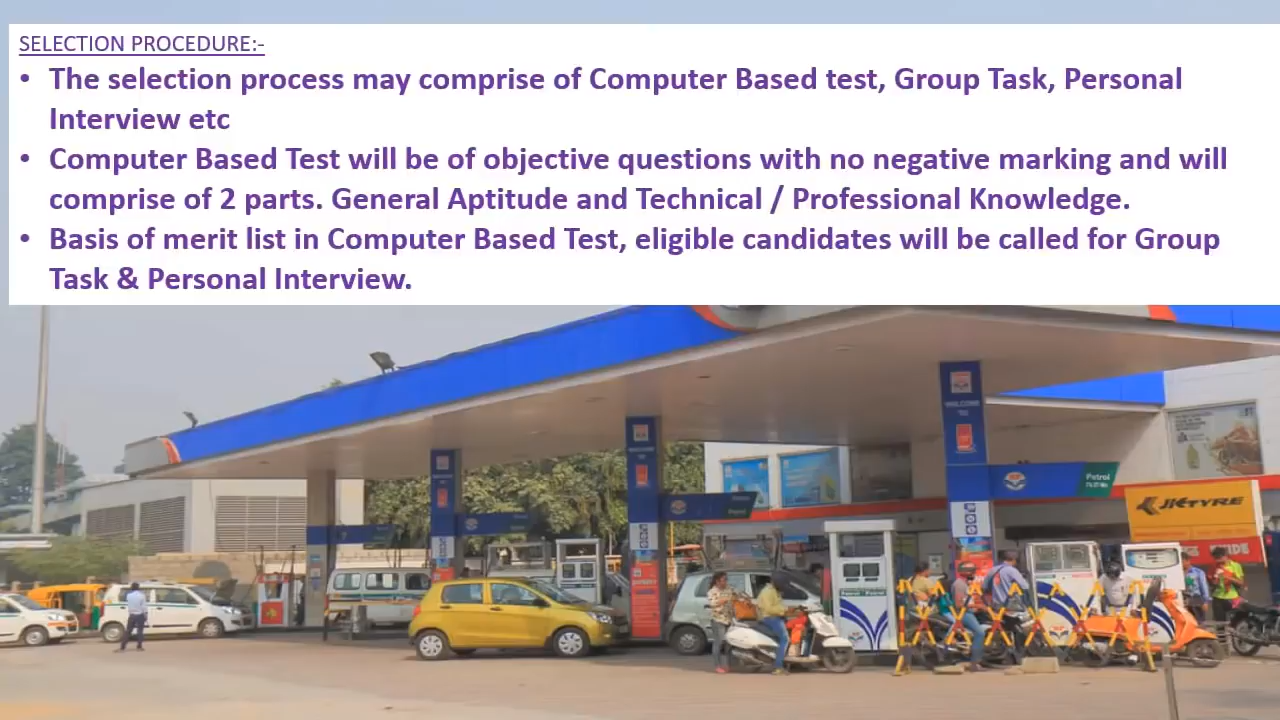 SELECTION PROCEDURE:-
• The selection process may comprise of Computer Based test, Group Task, Personal
Interview etc
• Computer Based Test will be of objective questions with no negative marking and will
comprise of 2 parts. General Aptitude and Technical / Professional Knowledge.
• Basis of merit list in Computer Based Test, eligible candidates will be called for Group
Task & Personal Interview.
WELCOME
TO
Petrol
JK TYRE